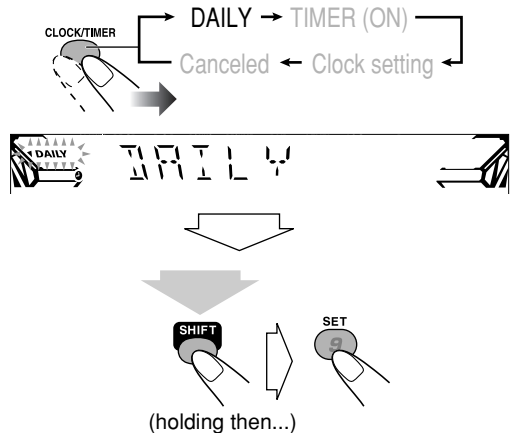 DAILY → TIMER (ON)
CLOCK/TIMER
Canceled ← Clock setting
DAILY
DAILY
SHIFT
SET
9
(holding then...)